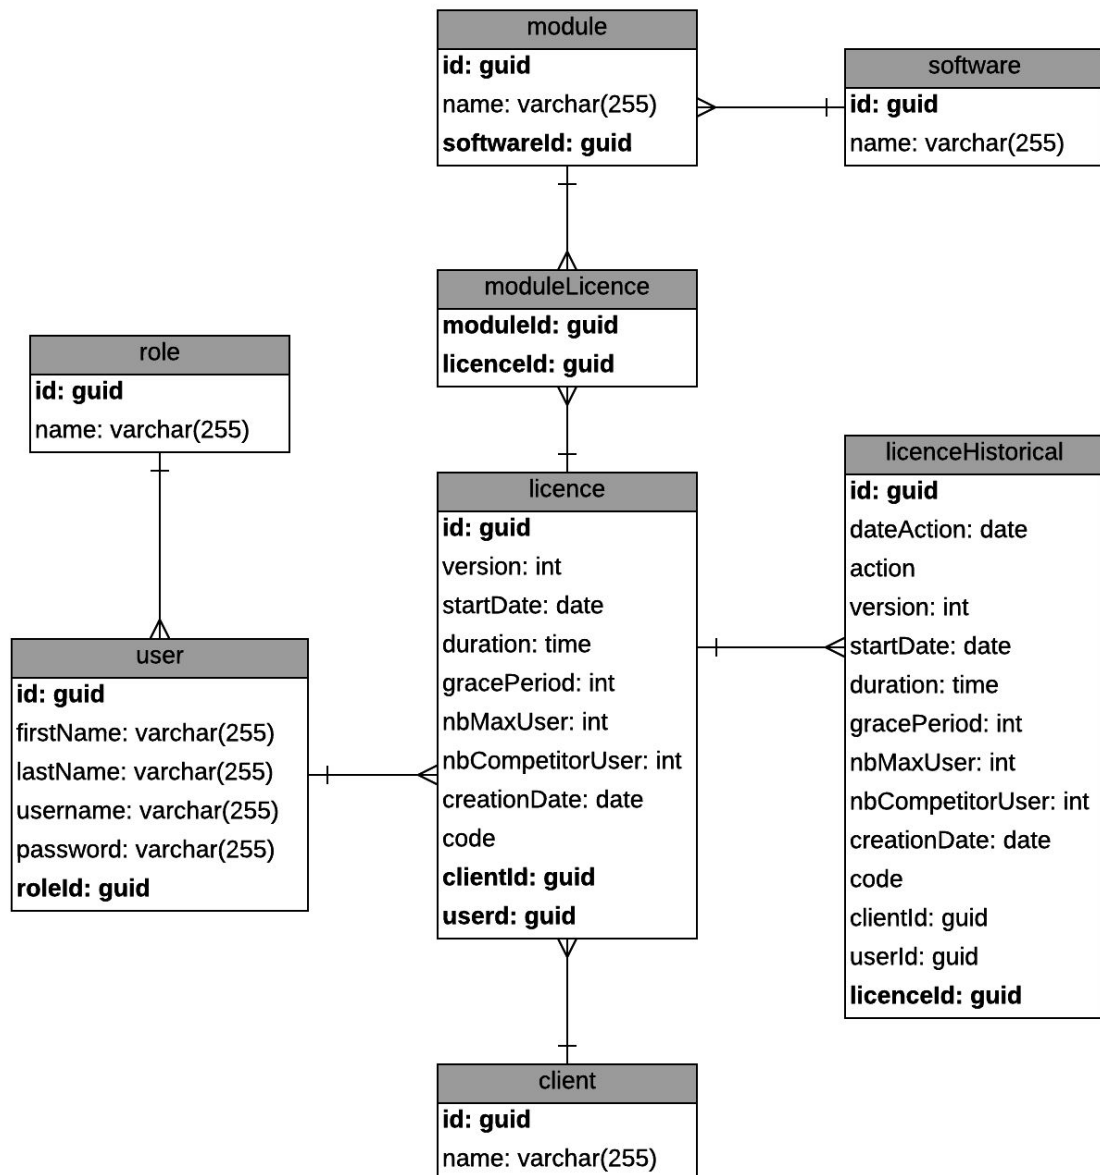 module
id: guid
name: varchar(255)
softwareId: guid
software
id: guid
name: varchar(255)
moduleLicence
moduleId: guid
licenceId: guid
role
id: guid
name: varchar(255)
licence
id: guid
version: int
startDate: date
duration: time
gracePeriod: int
nbMaxUser: int
nbCompetitorUser: int
creationDate: date
code
clientId: guid
userd: guid
licenceHistorical
id: guid
dateAction: date
action
version: int
startDate: date
duration: time
gracePeriod: int
nbMaxUser: int
nbCompetitorUser: int
creationDate: date
code
clientId: guid
userId: guid
licenceId: guid
user
id: guid
firstName: varchar(255)
lastName: varchar(255)
username: varchar(255)
password: varchar(255)
roleId: guid
client
id: guid
name: varchar(255)